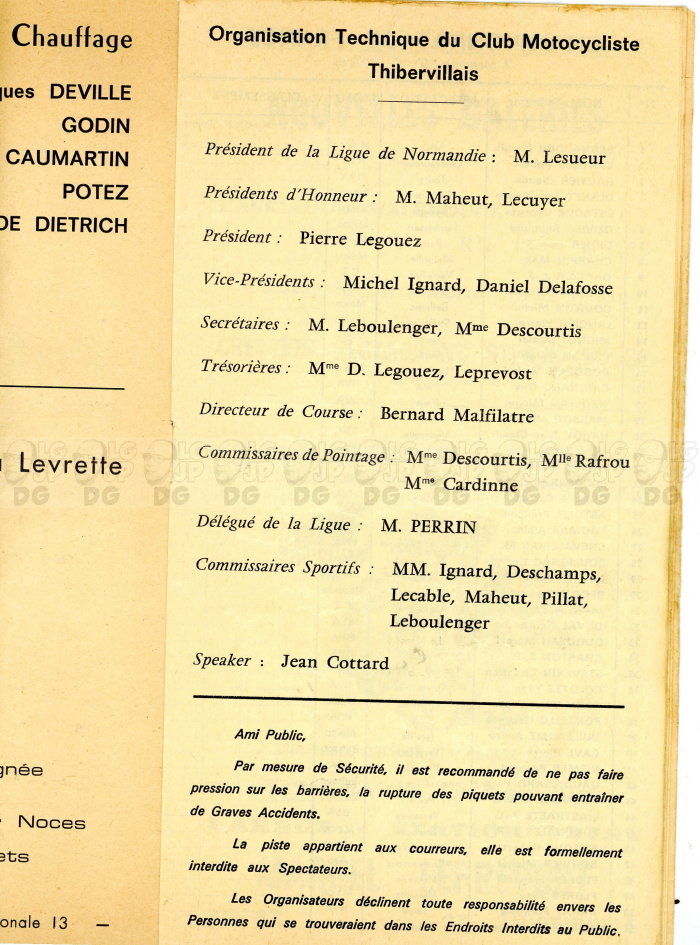 Chauffage
DEVILLE
GODIN
CAUMARTIN
POTEZ
DE DIETRICH
Levrette
Noces
13 —
Organisation Technique du Club Motocycliste
Thibervillais
Président de la Ligue de Normandie : M. Lesueur
Présidents d'Honneur : M. Maheut, Lecuyer
Président : Pierre Legouez
Vice-Présidents : Michel Ignard, Daniel Delafosse
Secrétaires : M. Leboulenger, Mme Descourtis
Trésorières : Mme D. Legouez, Leprevost
Directeur de Course : Bernard Malfilatre
Commissaires de Pointage : Mme Descourtis, Mlle Rafrou
Mme Cardinne
Délégué de la Ligue : M. PERRIN
Commissaires Sportifs : MM. Ignard, Deschamps,
Lecable, Maheut, Pillat,
Leboulenger
Speaker : Jean Cottard
Ami Public,
Par mesure de Sécurité, il est recommandé de ne pas faire
pression sur les barrières, la rupture des piquets pouvant entraîner
de Graves Accidents.
La piste appartient aux courreurs, elle est formellement
interdite aux Spectateurs.
Les Organisateurs déclinent toute responsabilité envers les
Personnes qui se trouveraient dans les Endroits Interdits au Public.